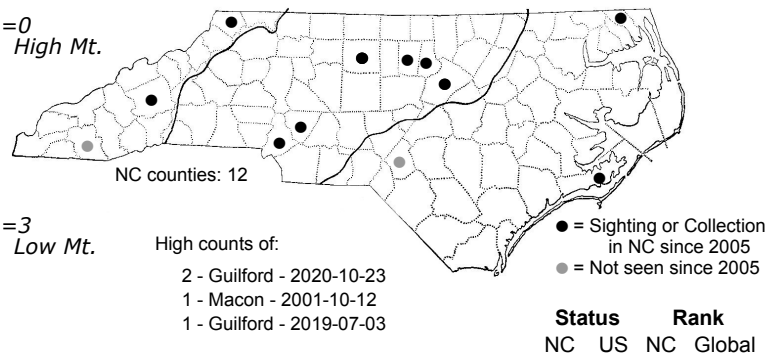 =0
High Mt.
NC counties: 12
=3
Low Mt.
High counts of:
2 - Guilford - 2020-10-23
1 - Macon - 2001-10-12
1 - Guilford - 2019-07-03
● = Sighting or Collection
in NC since 2005
● = Not seen since 2005
Status Rank
NC US NC Global